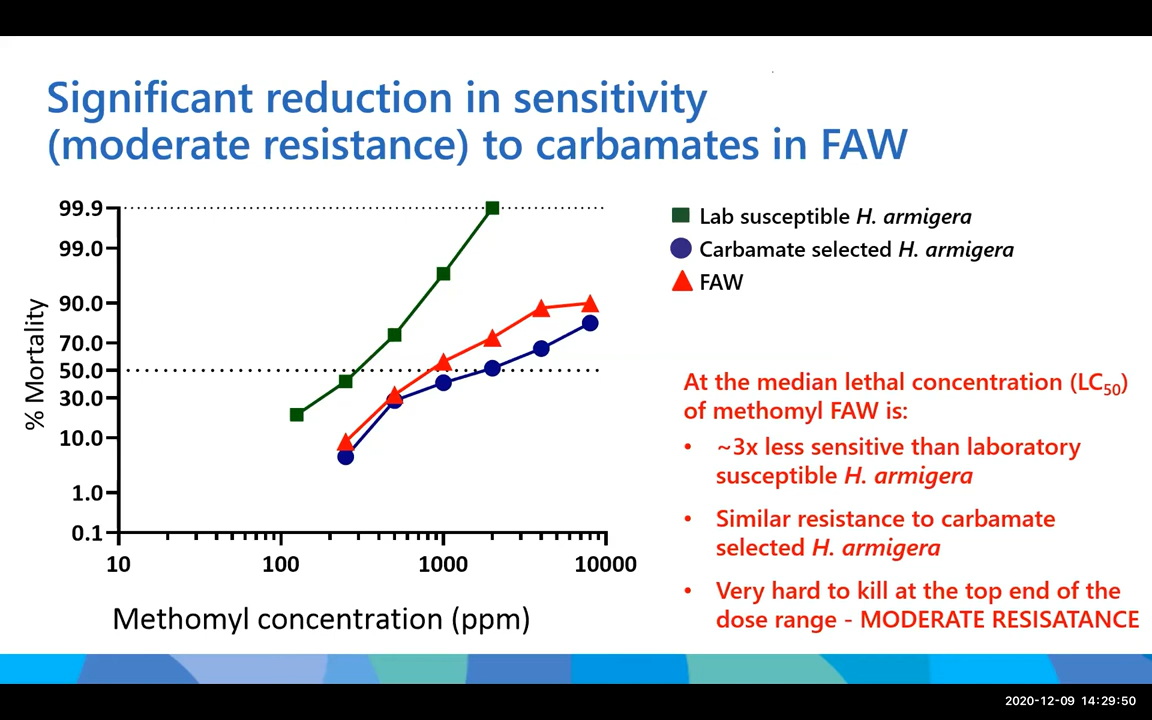 Significant reduction in sensitivity
(moderate resistance) to carbamates in FAW
99.9
99.0
90.0
70.0
50.0
30.0
10.0
1.0
0.1
% Mortality
10
100
1000
10000
Methomyl concentration (ppm)
Lab susceptible H. armigera
Carbamate selected H. armigera
FAW
At the median lethal concentration (LC50)
of methomyl FAW is:
• ~3x less sensitive than laboratory
susceptible H. armigera
• Similar resistance to carbamate
selected H. armigera
• Very hard to kill at the top end of the
dose range - MODERATE RESISATANCE
2020-12-09 14:29:50